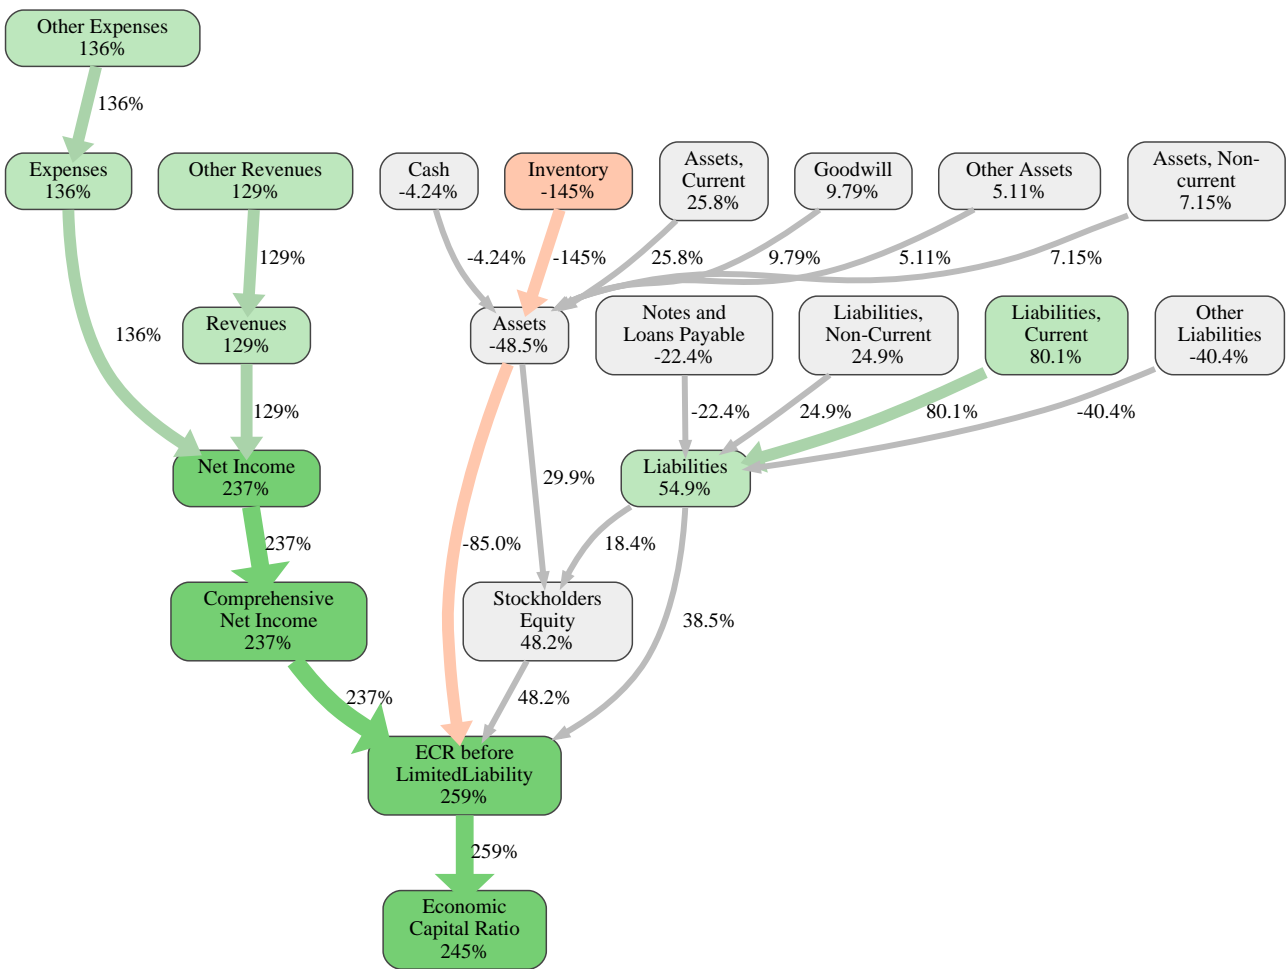 Other Expenses
136%
136%
Expenses
136%
Other Revenues
129%
Cash
-4.24%
Inventory
-145%
Assets,
Current
25.8%
Goodwill
9.79%
Other Assets
5.11%
Assets, Non-
current
7.15%
129%
-4.24%
-145%
25.8%
9.79%
5.11%
7.15%
136%
Revenues
129%
Assets
-48.5%
Notes and
Loans Payable
-22.4%
Liabilities,
Non-Current
24.9%
Liabilities,
Current
80.1%
Other
Liabilities
-40.4%
129%
-22.4%
24.9%
80.1%
-40.4%
Net Income
237%
29.9%
Liabilities
54.9%
237%
-85.0%
18.4%
Comprehensive
Net Income
237%
Stockholders
Equity
48.2%
38.5%
237%
48.2%
ECR before
LimitedLiability
259%
259%
Economic
Capital Ratio
245%